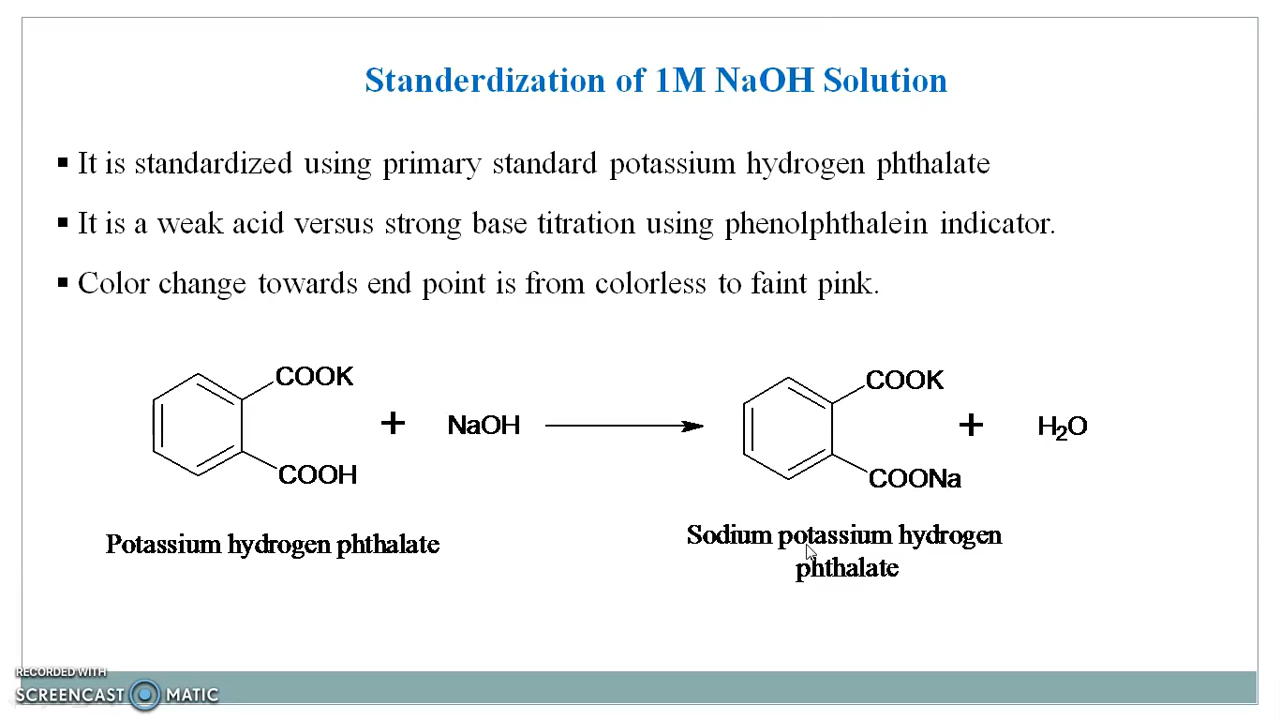 Standerdization of 1M NaOH Solution
▪ It is standardized using primary standard potassium hydrogen phthalate
▪ It is a weak acid versus strong base titration using phenolphthalein indicator.
▪ Color change towards end point is from colorless to faint pink.
COOK
COOH
+
NaOH
COOK
COONa
+
H₂O
Potassium hydrogen phthalate
Sodium potassium hydrogen
phthalate
RECORDED WITH
SCREENCAST MATIC